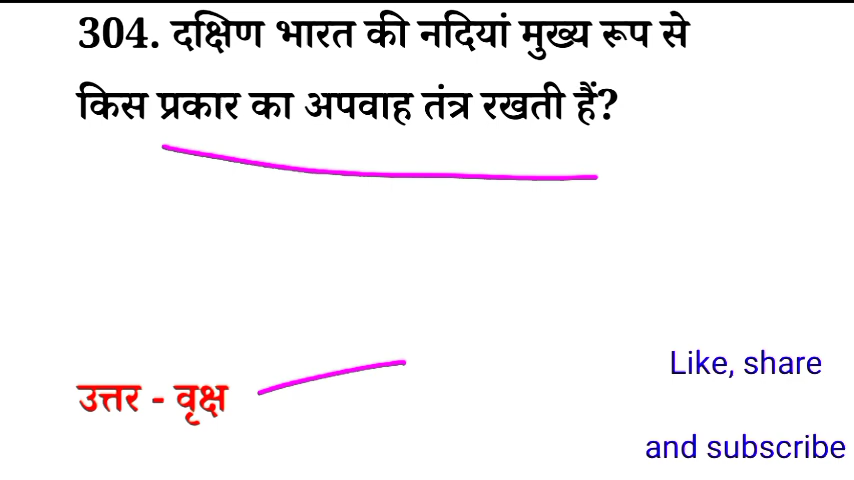 304. दक्षिण भारत की नदियां मुख्य रूप से
किस प्रकार का अपवाह तंत्र रखती हैं?
उत्तर - वृक्ष
Like, share
and subscribe